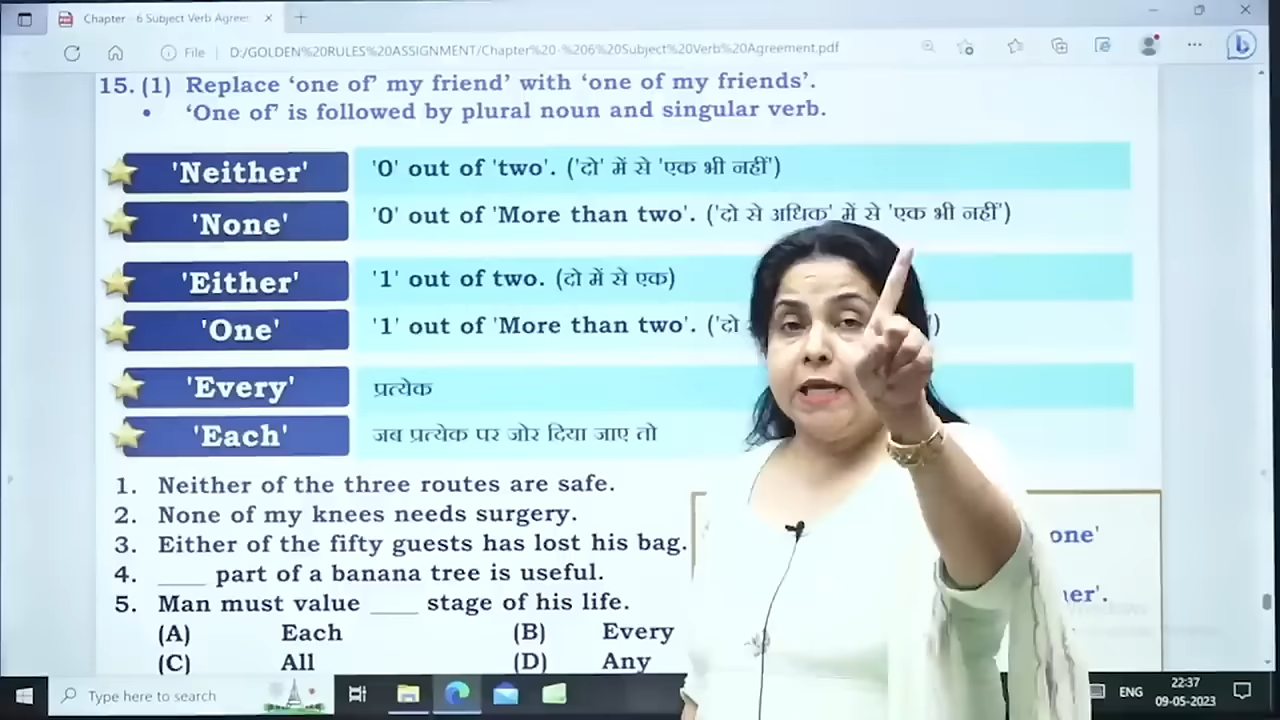 Chapter - 6 Subject Verb Agree
File D:/GOLDEN%20RULES%20ASSIGNMENT/Chapter%20-%206%20Subject%20Verb%20Agreement.pdf
15. (1) Replace ‘one of’ my friend’ with ‘one of my friends’.
• ‘One of’ is followed by plural noun and singular verb.
'Neither' '0' out of 'two'. ('दो' में से 'एक भी नहीं')
'None' '0' out of 'More than two'. ('दो से अधिक' में से 'एक भी नहीं')
'Either' '1' out of two. (दो में से एक)
'One' '1' out of 'More than two'. ('दो ')
'Every' प्रत्येक
'Each' जब प्रत्येक पर जोर दिया जाए तो
1. Neither of the three routes are safe.
2. None of my knees needs surgery.
3. Either of the fifty guests has lost his bag.
4. ____ part of a banana tree is useful.
5. Man must value ____ stage of his life.
(A) Each (B) Every
(C) All (D) Any
one'
er'.
Type here to search
ENG
22:37
09-05-2023